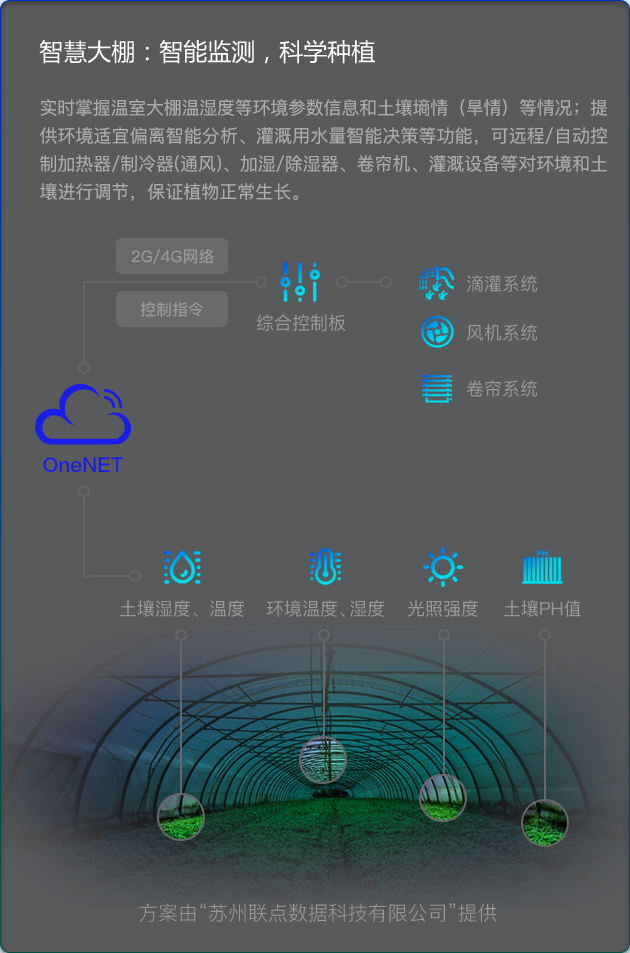 智慧大棚：智能监测，科学种植
实时掌握温室大棚温湿度等环境参数信息和土壤墒情（旱情）等情况；提
供环境适宜偏离智能分析、灌溉用水量智能决策等功能，可远程/自动控
制加热器/制冷器(通风)、加湿/除湿器、卷帘机、灌溉设备等对环境和土
壤进行调节，保证植物正常生长。
2G/4G网络
控制指令
综合控制板
滴灌系统
风机系统
卷帘系统
OneNET
PH
土壤湿度、温度
环境温度、湿度
光照强度
土壤PH值
方案由“苏州联点数据科技有限公司”提供